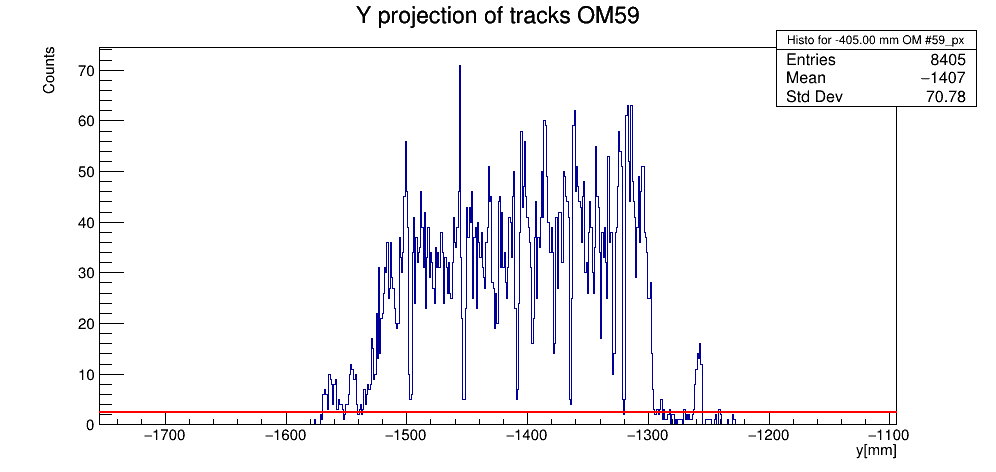 Y projection of tracks OM59
Histo for -405.00 mm OM #59_px
Entries 8405
Mean −1407
Std Dev 70.78
Counts
70
60
50
40
30
20
10
0
−1700 −1600 −1500 −1400 −1300 −1200 −1100
y[mm]